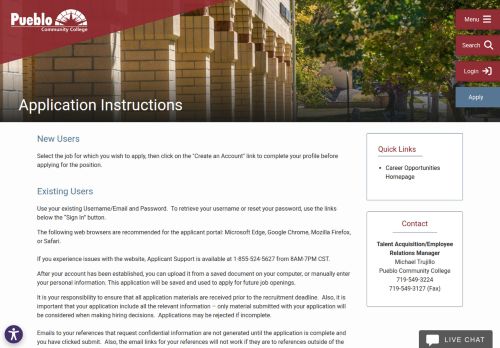 Pueblo
Community College
Menu
Search
Login
Apply
Application Instructions
New Users
Select the job for which you wish to apply, then click on the "Create an Account" link to complete your profile before
applying for the position.
Existing Users
Use your existing Username/Email and Password. To retrieve your username or reset your password, use the links
below the "Sign In" button.
The following web browsers are recommended for the applicant portal: Microsoft Edge, Google Chrome, Mozilla Firefox,
or Safari.
If you experience issues with the website, Applicant Support is available at 1-855-524-5627 from 8AM-7PM CST.
After your account has been established, you can upload it from a saved document on your computer, or manually enter
your personal information. This application will be saved and used to apply for future job openings.
It is your responsibility to ensure that all application materials are received prior to the recruitment deadline. Also, it is
important that your application include all the relevant information – only material submitted with your application will
be considered when making hiring decisions. Applications may be rejected if incomplete.
Emails to your references that request confidential information are not generated until the application is complete and
you have clicked submit. Also, the email links for your references will not work if they are to references outside of the
Quick Links
Career Opportunities
Homepage
Contact
Talent Acquisition/Employee
Relations Manager
Michael Trujillo
Pueblo Community College
719-549-3224
719-549-3127 (Fax)
LIVE CHAT